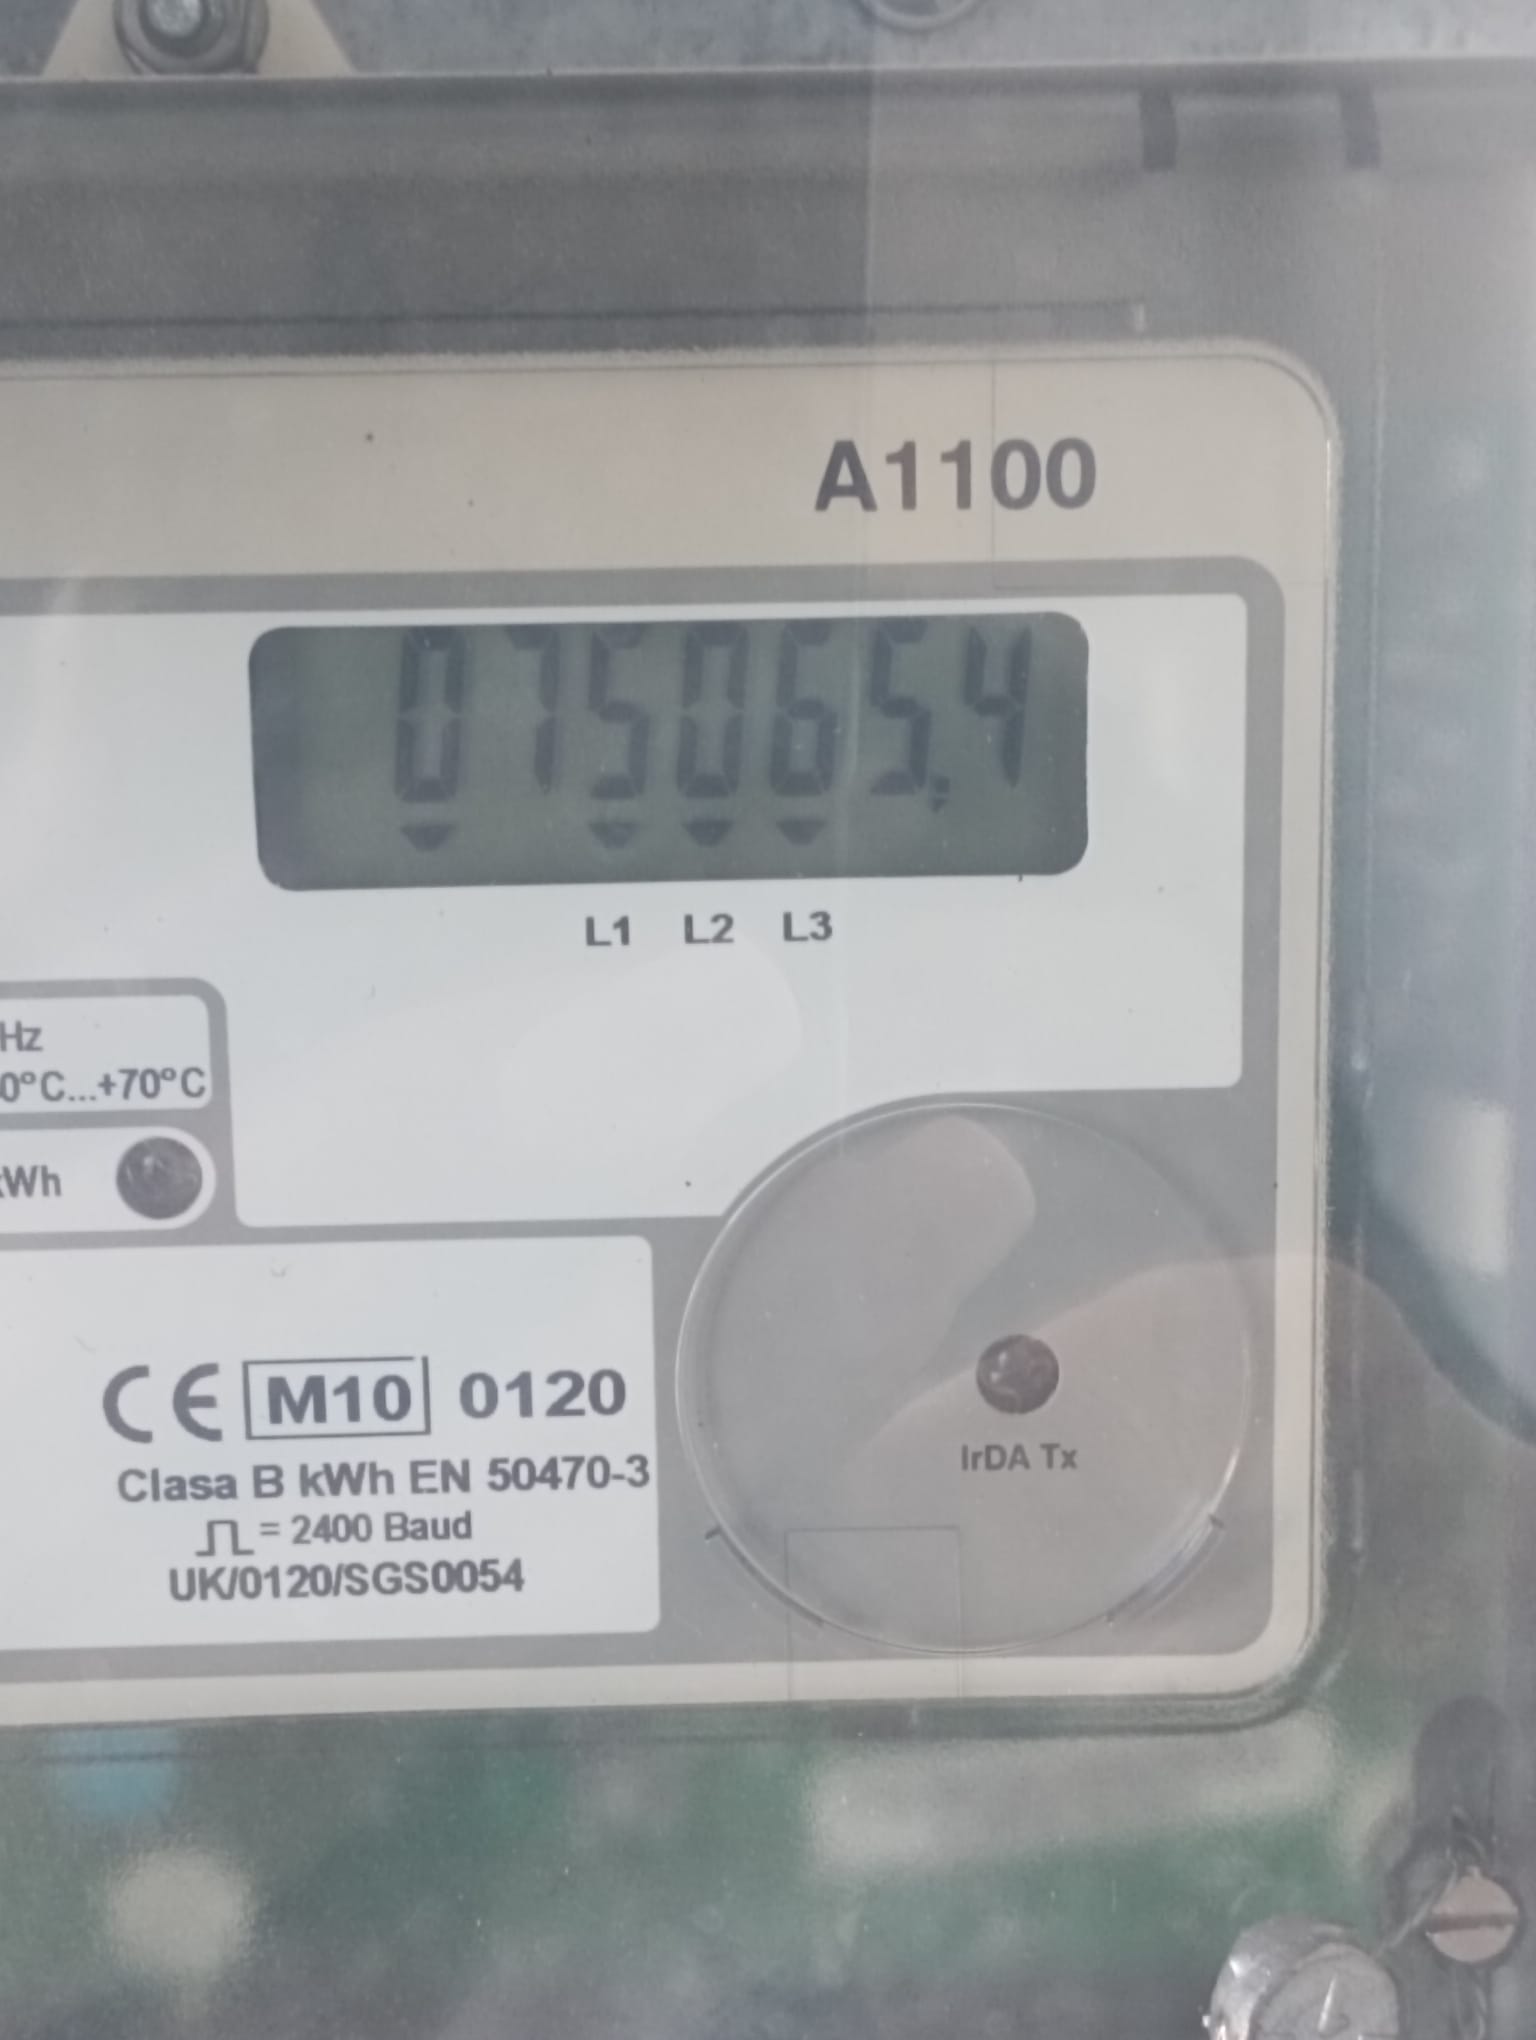 A1100
075065.4
L1 L2 L3
Hz
0°C...+70°C
kWh
CE M10 0120
Clasa B kWh EN 50470-3
= 2400 Baud
UK/0120/SGS0054
IrDA Tx